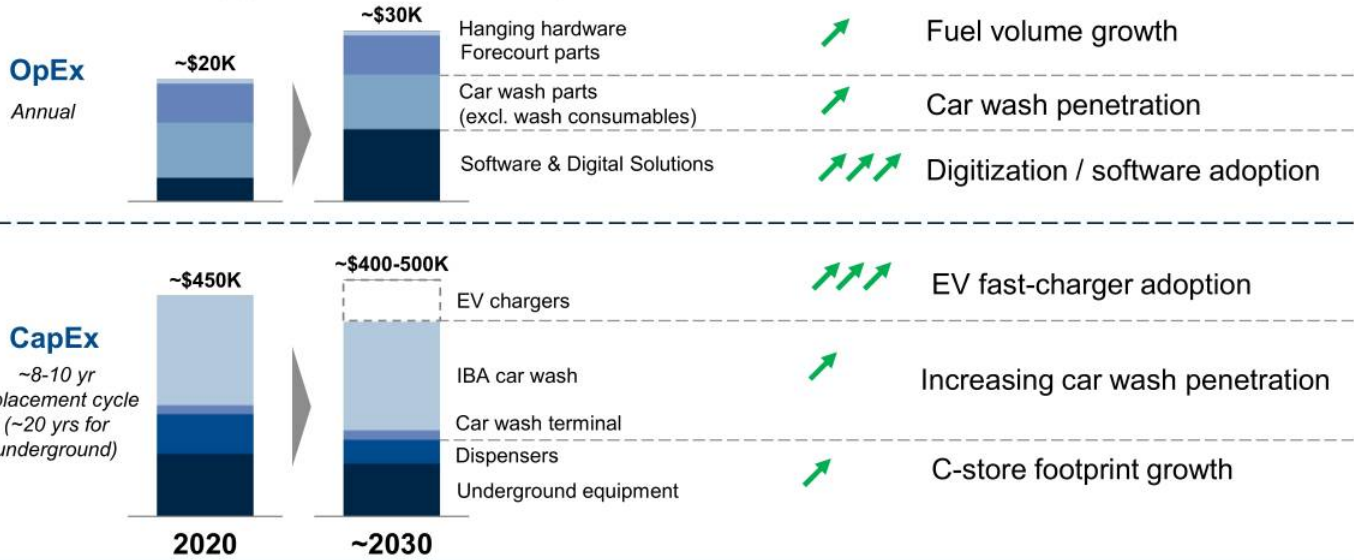 OpEx
Annual
~$20K
~$30K
Hanging hardware
Forecourt parts
Fuel volume growth
Car wash parts
(excl. wash consumables)
Car wash penetration
Software & Digital Solutions
Digitization / software adoption
CapEx
~8-10 yr
placement cycle
(~20 yrs for
underground)
~$450K
~$400-500K
EV chargers
EV fast-charger adoption
IBA car wash
Increasing car wash penetration
Car wash terminal
Dispensers
Underground equipment
C-store footprint growth
2020
~2030